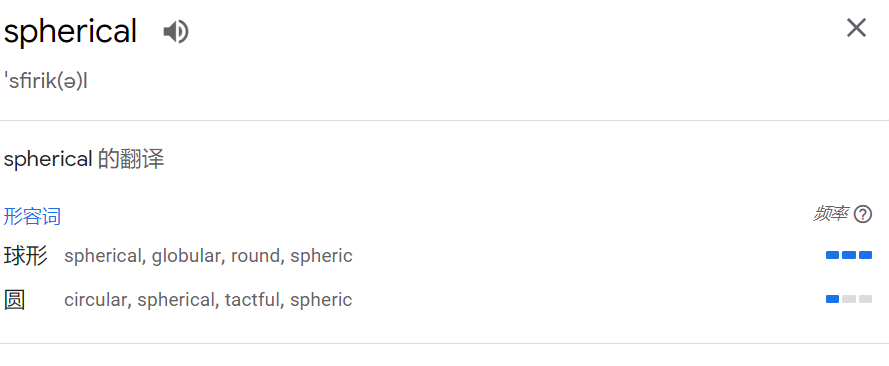 spherical
ˈsfirik(ə)l
spherical 的翻译
形容词 频率
球形 spherical, globular, round, spheric
圆 circular, spherical, tactful, spheric